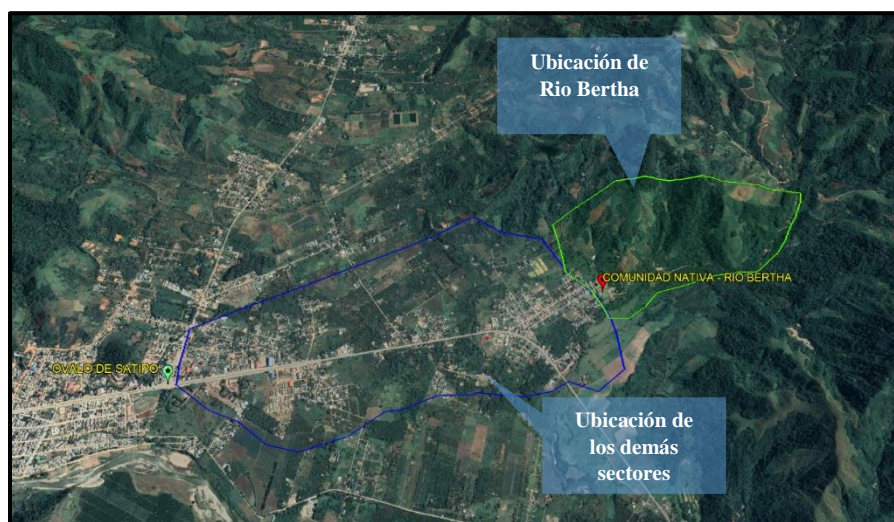 Ubicación de
Rio Bertha
COMUNIDAD NATIVA - RIO BERTHA
OVALO DE SATIPO
Ubicación de
los demás
sectores